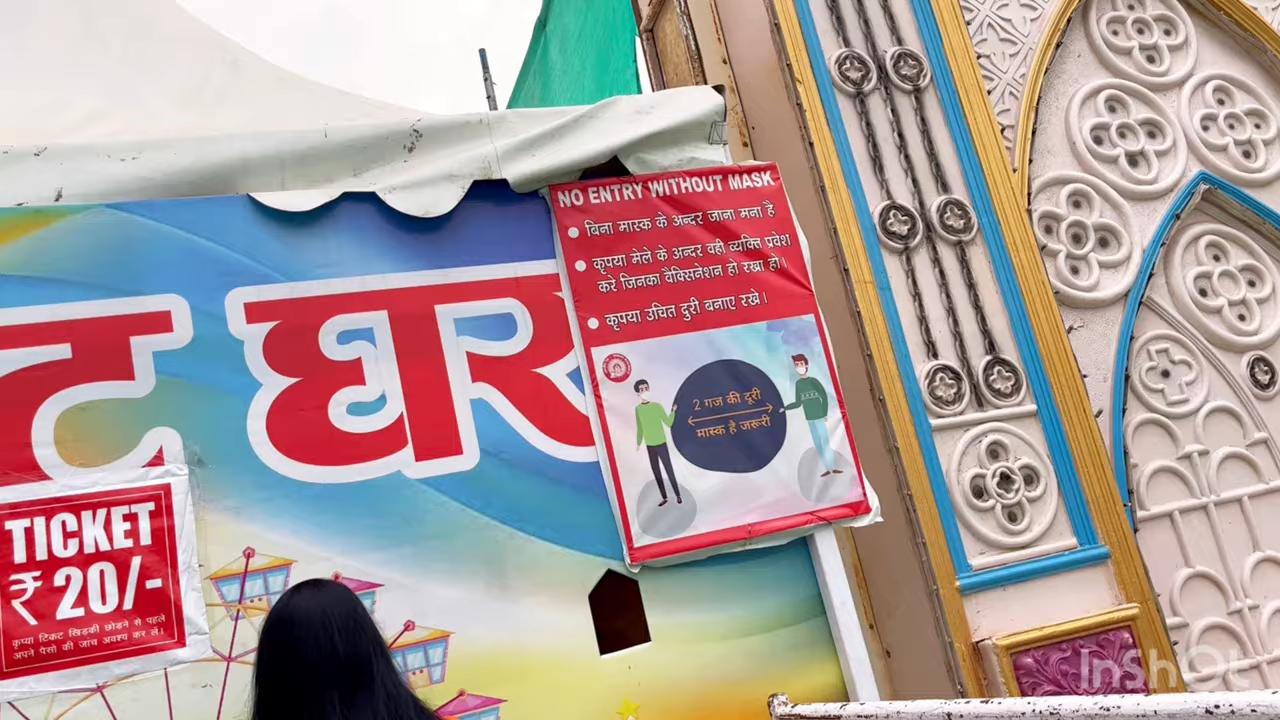 ट घर
NO ENTRY WITHOUT MASK
बिना मास्क के अन्दर जाना मना है
कृपया मेले के अन्दर वही व्यक्ति प्रवेश
करे जिनका वैक्सिनेशन हो रखा हो।
कृपया उचित दुरी बनाए रखे।
2 गज की दूरी
मास्क है जरूरी
TICKET
₹ 20/-
कृप्या टिकट खिड़की छोड़ने से पहले
अपने पैसो की जांच अवश्य कर लें।
InShOt